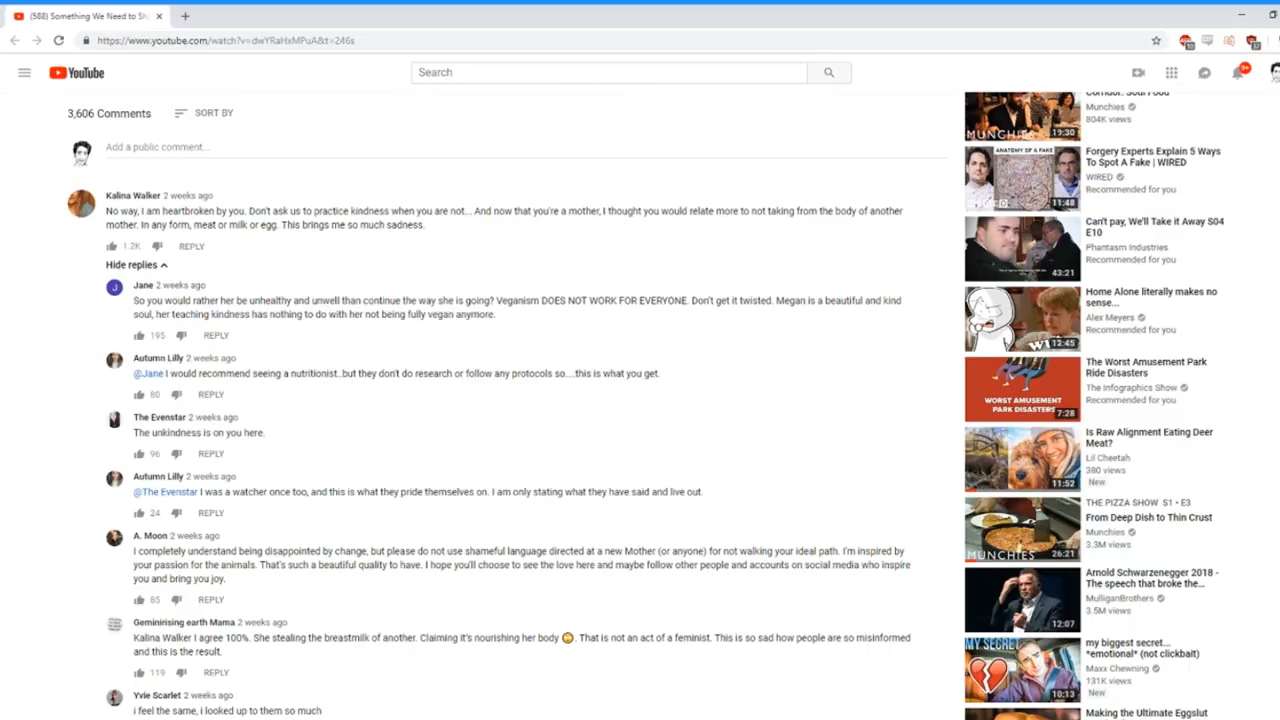 (588) Something We Need to Sh
https://www.youtube.com/watch?v=dwYRaHxMPuA&t=246s
YouTube
Search
9+
3,606 Comments
SORT BY
Add a public comment...
Kalina Walker 2 weeks ago
No way, I am heartbroken by you. Don't ask us to practice kindness when you are not... And now that you're a mother, I thought you would relate more to not taking from the body of another
mother. In any form, meat or milk or egg. This brings me so much sadness.
1.2K REPLY
Hide replies
J
Jane 2 weeks ago
So you would rather her be unhealthy and unwell than continue the way she is going? Veganism DOES NOT WORK FOR EVERYONE. Don't get it twisted. Megan is a beautiful and kind
soul, her teaching kindness has nothing to do with her not being fully vegan anymore.
195 REPLY
Autumn Lilly 2 weeks ago
@Jane I would recommend seeing a nutritionist..but they don't do research or follow any protocols so....this is what you get.
80 REPLY
The Evenstar 2 weeks ago
The unkindness is on you here.
96 REPLY
Autumn Lilly 2 weeks ago
@The Evenstar I was a watcher once too, and this is what they pride themselves on. I am only stating what they have said and live out.
24 REPLY
A. Moon 2 weeks ago
I completely understand being disappointed by change, but please do not use shameful language directed at a new Mother (or anyone) for not walking your ideal path. I'm inspired by
your passion for the animals. That's such a beautiful quality to have. I hope you'll choose to see the love here and maybe follow other people and accounts on social media who inspire
you and bring you joy.
85 REPLY
Geminirising earth Mama 2 weeks ago
Kalina Walker I agree 100%. She stealing the breastmilk of another. Claiming it's nourishing her body 😳. That is not an act of a feminist. This is so sad how people are so misinformed
and this is the result.
119 REPLY
Yvie Scarlet 2 weeks ago
i feel the same, i looked up to them so much
Corridor: Soul Food
Munchies
804K views
MUNCHIES
19:30
Forgery Experts Explain 5 Ways
To Spot A Fake | WIRED
WIRED
Recommended for you
ANATOMY OF A FAKE
11:48
Can't pay, We'll Take it Away S04
E10
Phantasm Industries
Recommended for you
43:21
Home Alone literally makes no
sense...
Alex Meyers
Recommended for you
12:45
The Worst Amusement Park
Ride Disasters
The Infographics Show
Recommended for you
WORST AMUSEMENT
PARK DISASTERS
7:28
Is Raw Alignment Eating Deer
Meat?
Lil Cheetah
380 views
New
11:52
THE PIZZA SHOW S1 • E3
From Deep Dish to Thin Crust
Munchies
3.3M views
MUNCHIES
26:21
Arnold Schwarzenegger 2018 -
The speech that broke the...
MulliganBrothers
3.5M views
12:07
my biggest secret...
*emotional* (not clickbait)
Maxx Chewning
131K views
New
MY SECRET
10:13
Making the Ultimate Eggslut